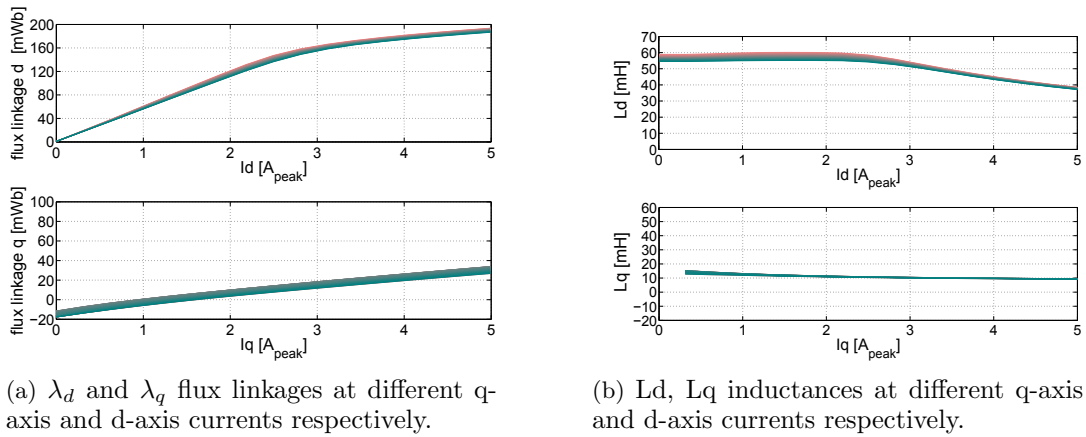 flux linkage d [mWb]
200
160
120
80
40
0
0 1 2 3 4 5
Id [A_peak]
flux linkage q [mWb]
100
80
60
40
20
0
−20
0 1 2 3 4 5
Iq [A_peak]
(a) λ_d and λ_q flux linkages at different q-
axis and d-axis currents respectively.
Ld [mH]
70
60
50
40
30
20
10
0
0 1 2 3 4 5
Id [A_peak]
Lq [mH]
60
50
40
30
20
10
0
−10
−20
0 1 2 3 4 5
Iq [A_peak]
(b) Ld, Lq inductances at different q-axis
and d-axis currents respectively.